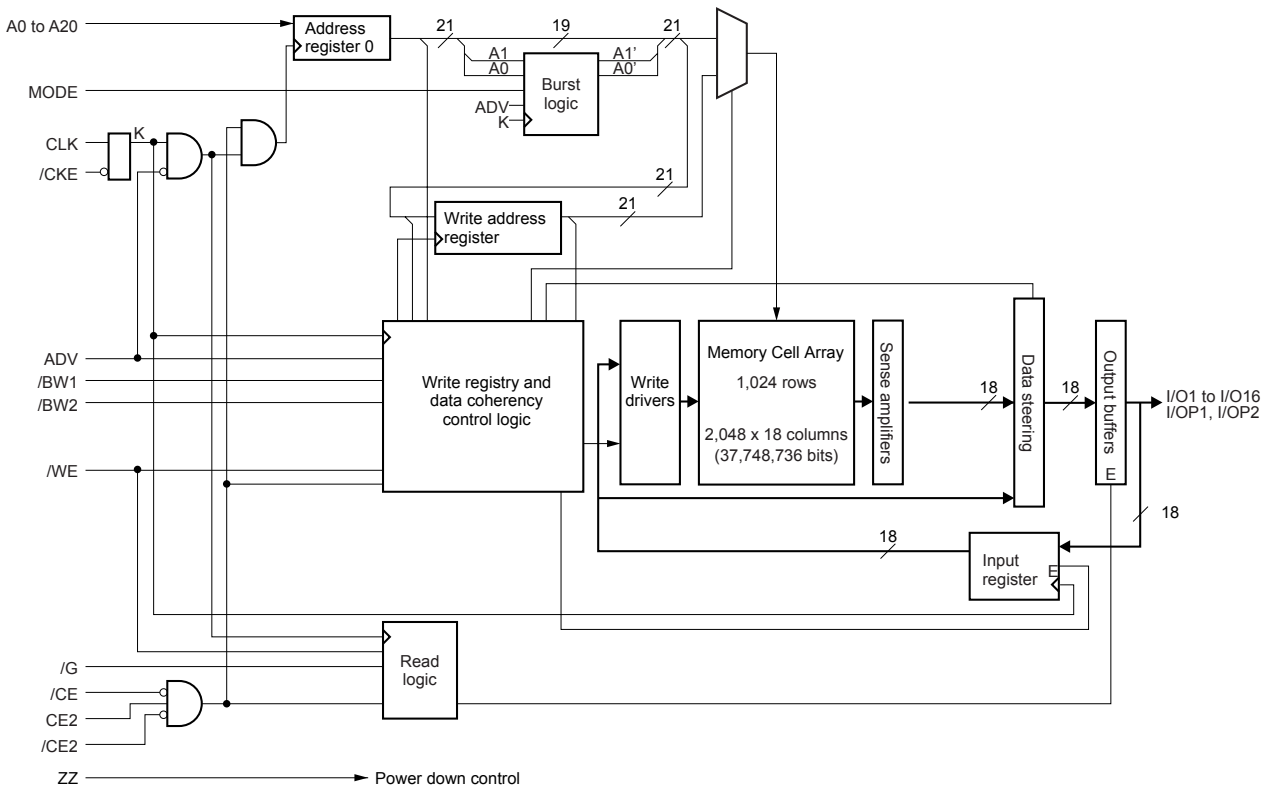 A0 to A20
Address
register 0
21
19
21
A1
A0
A1'
A0'
Burst
logic
MODE
ADV
K
CLK
K
/CKE
21
21
Write address
register
ADV
/BW1
/BW2
/WE
Write registry and
data coherency
control logic
Write
drivers
Memory Cell Array
1,024 rows
2,048 x 18 columns
(37,748,736 bits)
Sense amplifiers
18
Data steering
18
Output buffers
E
I/O1 to I/O16
I/OP1, I/OP2
18
18
Input
register
E
Read
logic
/G
/CE
CE2
/CE2
ZZ
Power down control